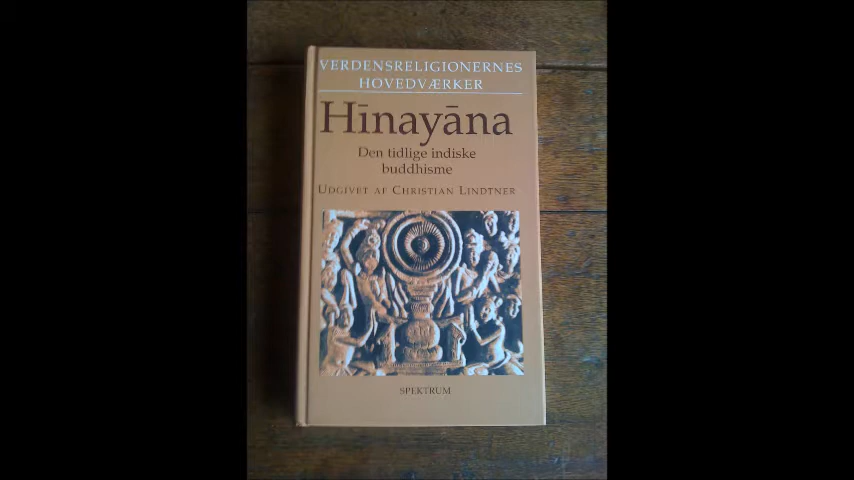 VERDENSRELIGIONERNES
HOVEDVÆRKER
Hīnayāna
Den tidlige indiske
buddhisme
UDGIVET AF CHRISTIAN LINDTNER
SPEKTRUM